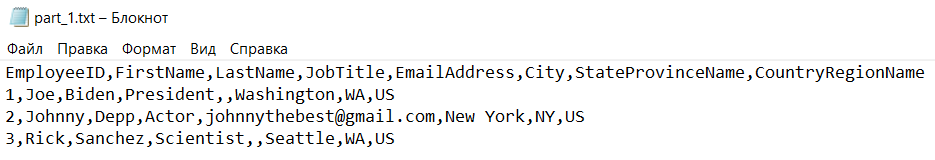 part_1.txt – Блокнот
Файл Правка Формат Вид Справка
EmployeeID,FirstName,LastName,JobTitle,EmailAddress,City,StateProvinceName,CountryRegionName
1,Joe,Biden,President,,Washington,WA,US
2,Johnny,Depp,Actor,johnnythebest@gmail.com,New York,NY,US
3,Rick,Sanchez,Scientist,,Seattle,WA,US